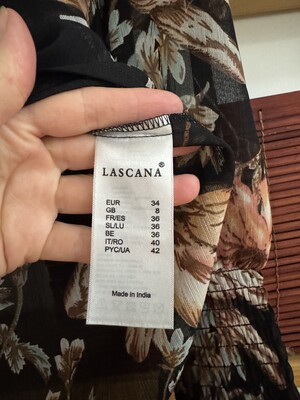 LASCANA®
EUR 34
GB 8
FR/ES 36
SL/LU 36
BE 36
IT/RO 40
PYC/UA 42
Made in India